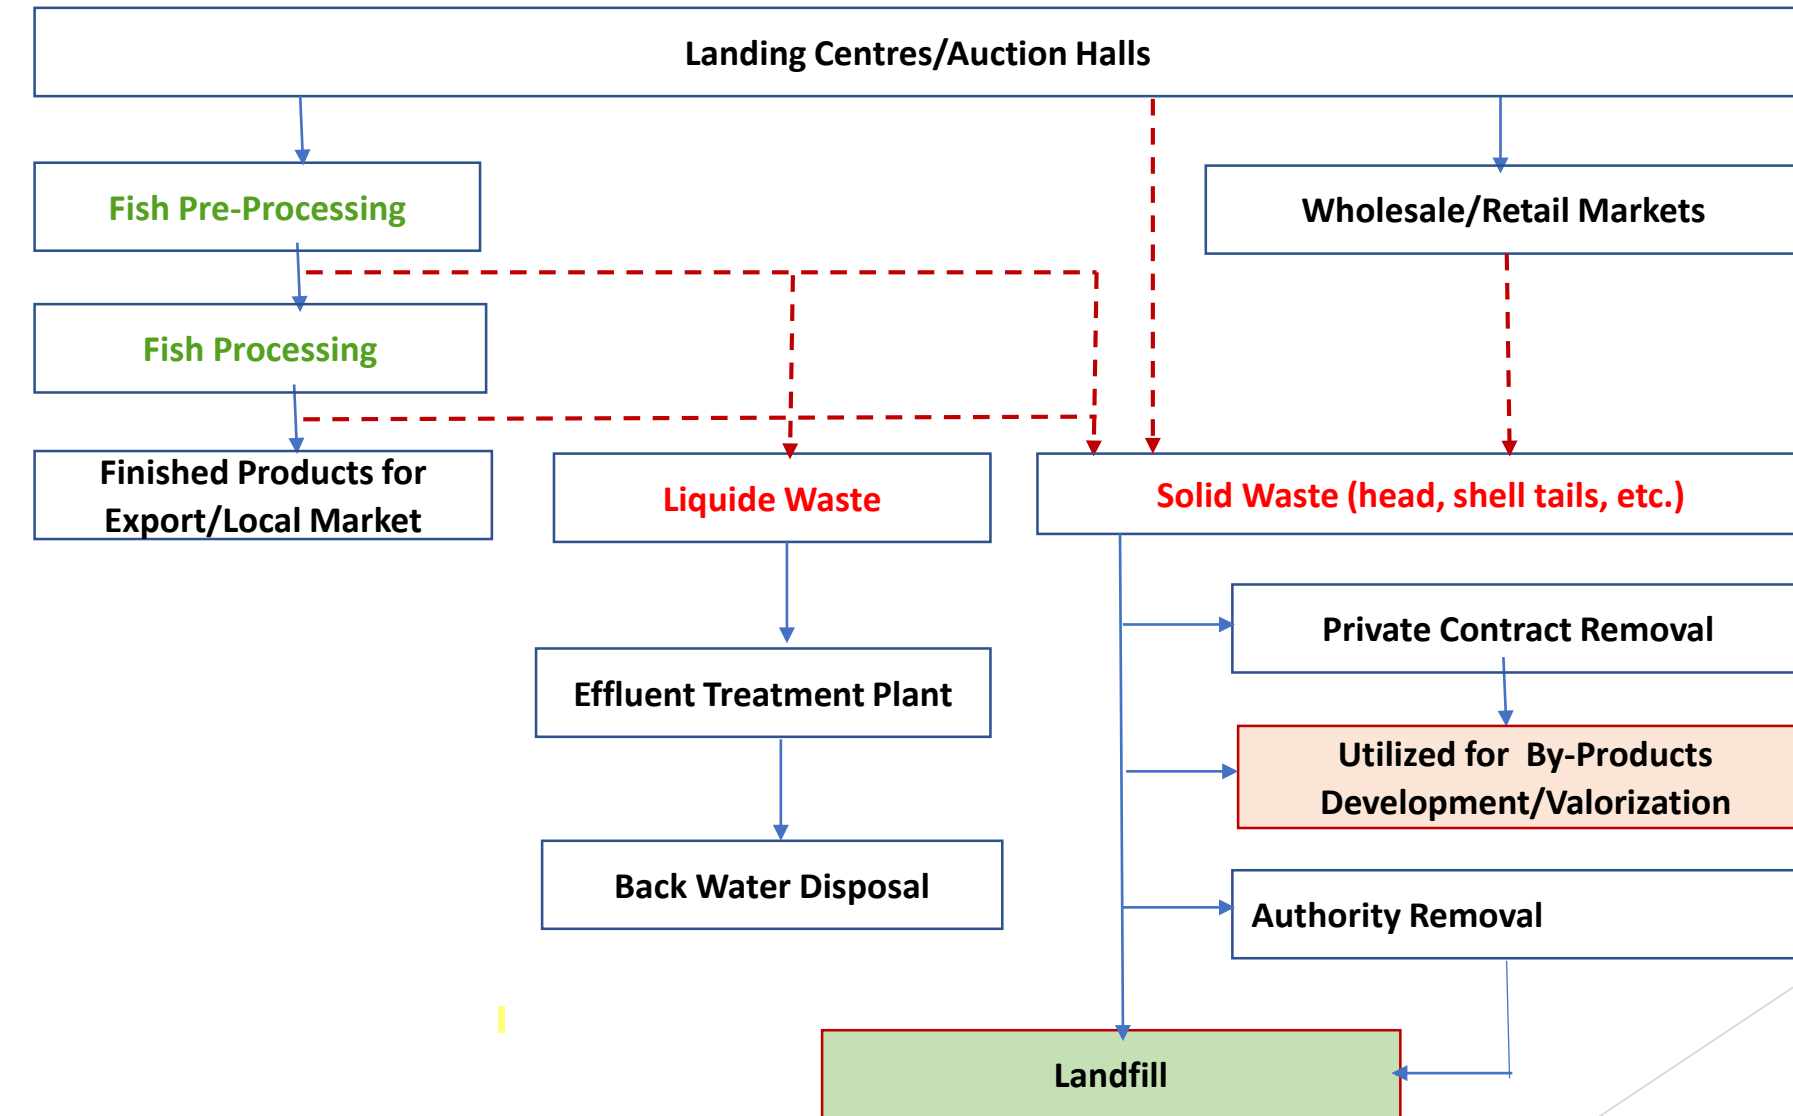 Landing Centres/Auction Halls
Fish Pre-Processing
Wholesale/Retail Markets
Fish Processing
Finished Products for
Export/Local Market
Liquide Waste
Solid Waste (head, shell tails, etc.)
Private Contract Removal
Effluent Treatment Plant
Utilized for  By-Products
Development/Valorization
Back Water Disposal
Authority Removal
Landfill